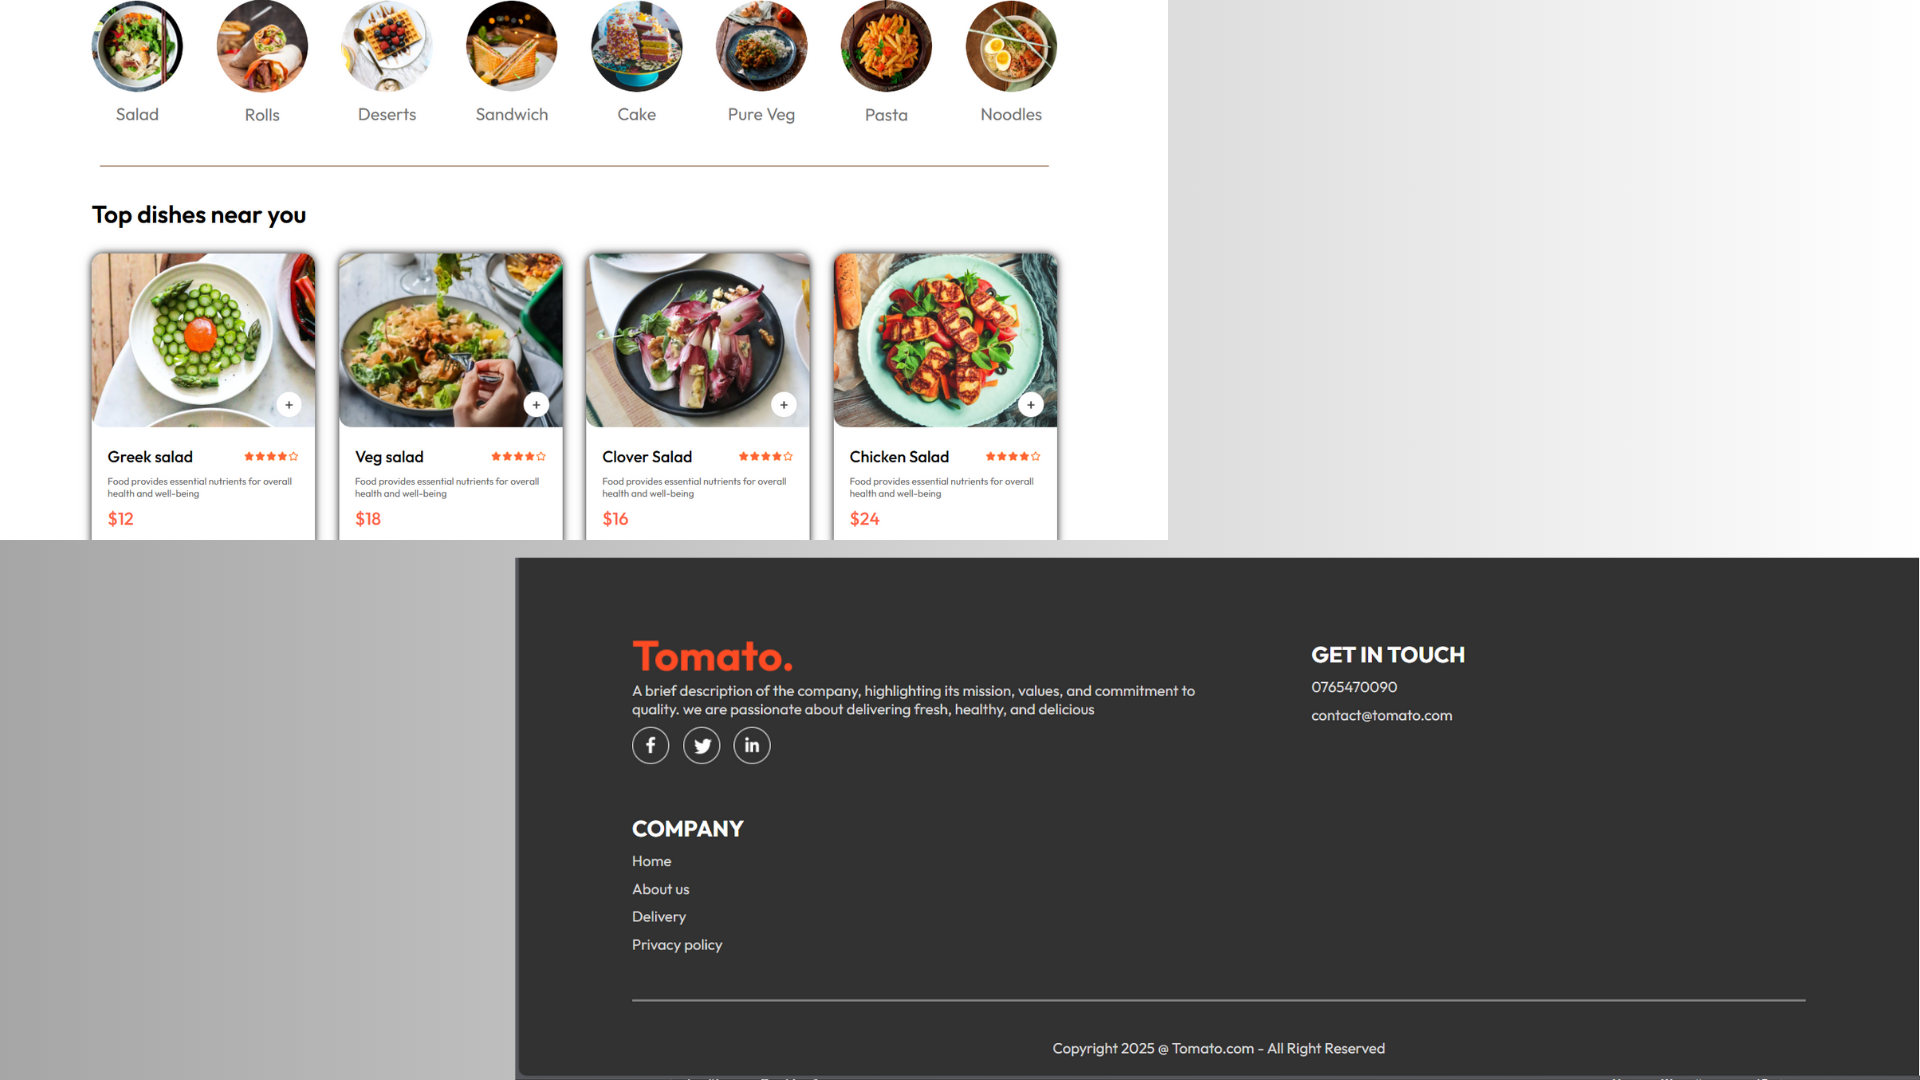 Salad Rolls Deserts Sandwich Cake Pure Veg Pasta Noodles
Top dishes near you
Greek salad
Food provides essential nutrients for overall
health and well-being
$12
Veg salad
Food provides essential nutrients for overall
health and well-being
$18
Clover Salad
Food provides essential nutrients for overall
health and well-being
$16
Chicken Salad
Food provides essential nutrients for overall
health and well-being
$24
Tomato.
A brief description of the company, highlighting its mission, values, and commitment to
quality. we are passionate about delivering fresh, healthy, and delicious
f in
GET IN TOUCH
0765470090
contact@tomato.com
COMPANY
Home
About us
Delivery
Privacy policy
Copyright 2025 @ Tomato.com - All Right Reserved